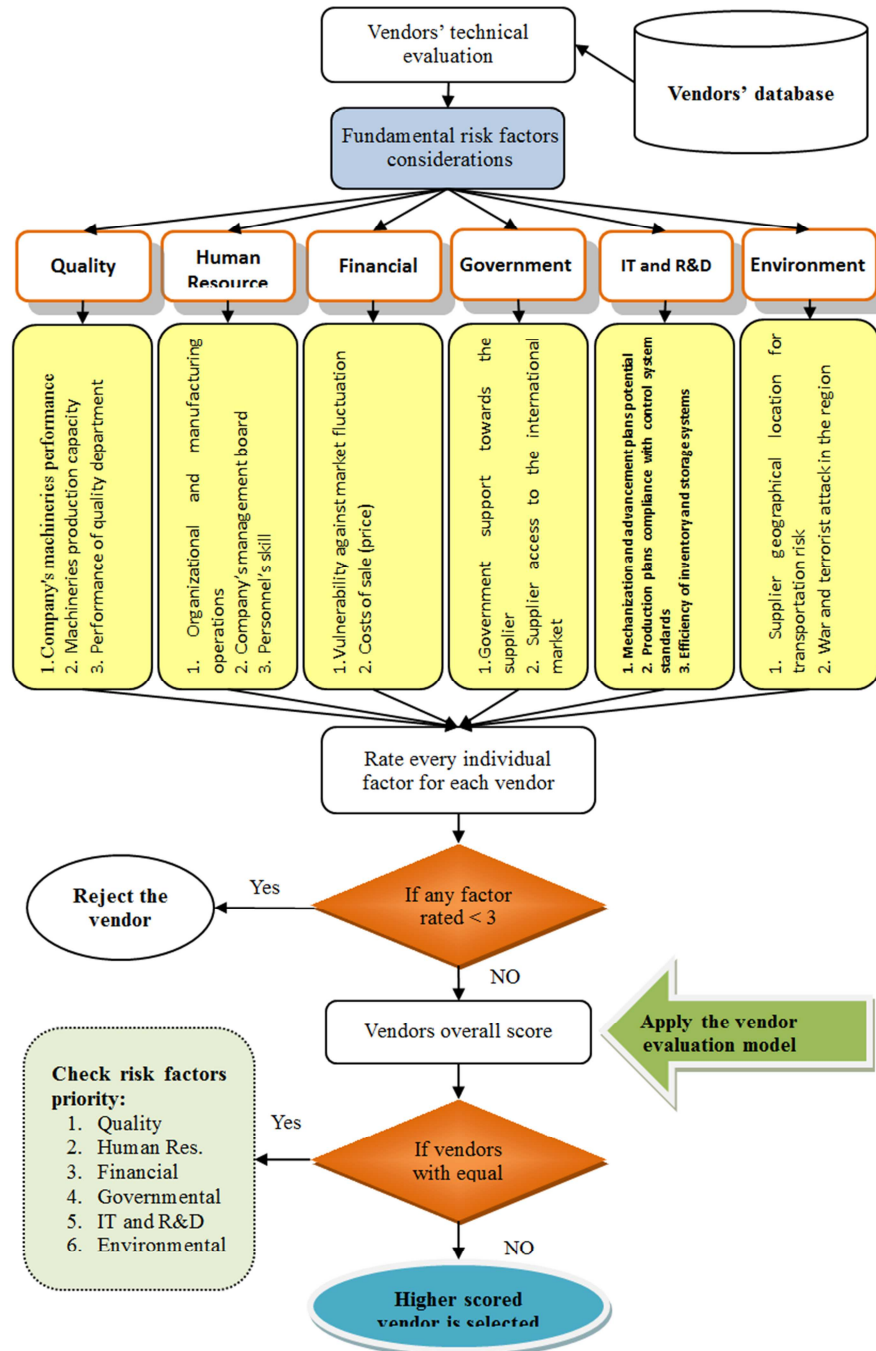 Vendors’ technical
evaluation
Vendors’ database
Fundamental risk factors
considerations
Quality
Human
Resource
Financial
Government
IT and R&D
Environment
1.Company's machineries performance
2. Machineries production capacity
3. Performance of quality department
1. Organizational and manufacturing
operations
2. Company’s management board
3. Personnel’s skill
1.Vulnerability against market fluctuation
2. Costs of sale (price)
1.Government support towards the
supplier
2. Supplier access to the international
market
1. Mechanization and advancement plans potential
2. Production plans compliance with control system
standards
3. Efficiency of inventory and storage systems
1. Supplier geographical location for
transportation risk
2. War and terrorist attack in the region
Rate every individual
factor for each vendor
If any factor
rated < 3
Yes
Reject the
vendor
NO
Vendors overall score
Apply the vendor
evaluation model
If vendors
with equal
Yes
Check risk factors
priority:
1. Quality
2. Human Res.
3. Financial
4. Governmental
5. IT and R&D
6. Environmental
NO
Higher scored
vendor is selected